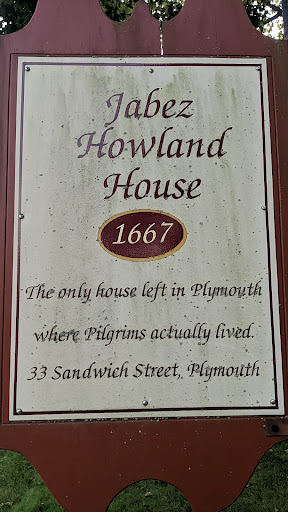 Jabez
Howland
House
1667
The only house left in Plymouth
where Pilgrims actually lived.
33 Sandwich Street, Plymouth